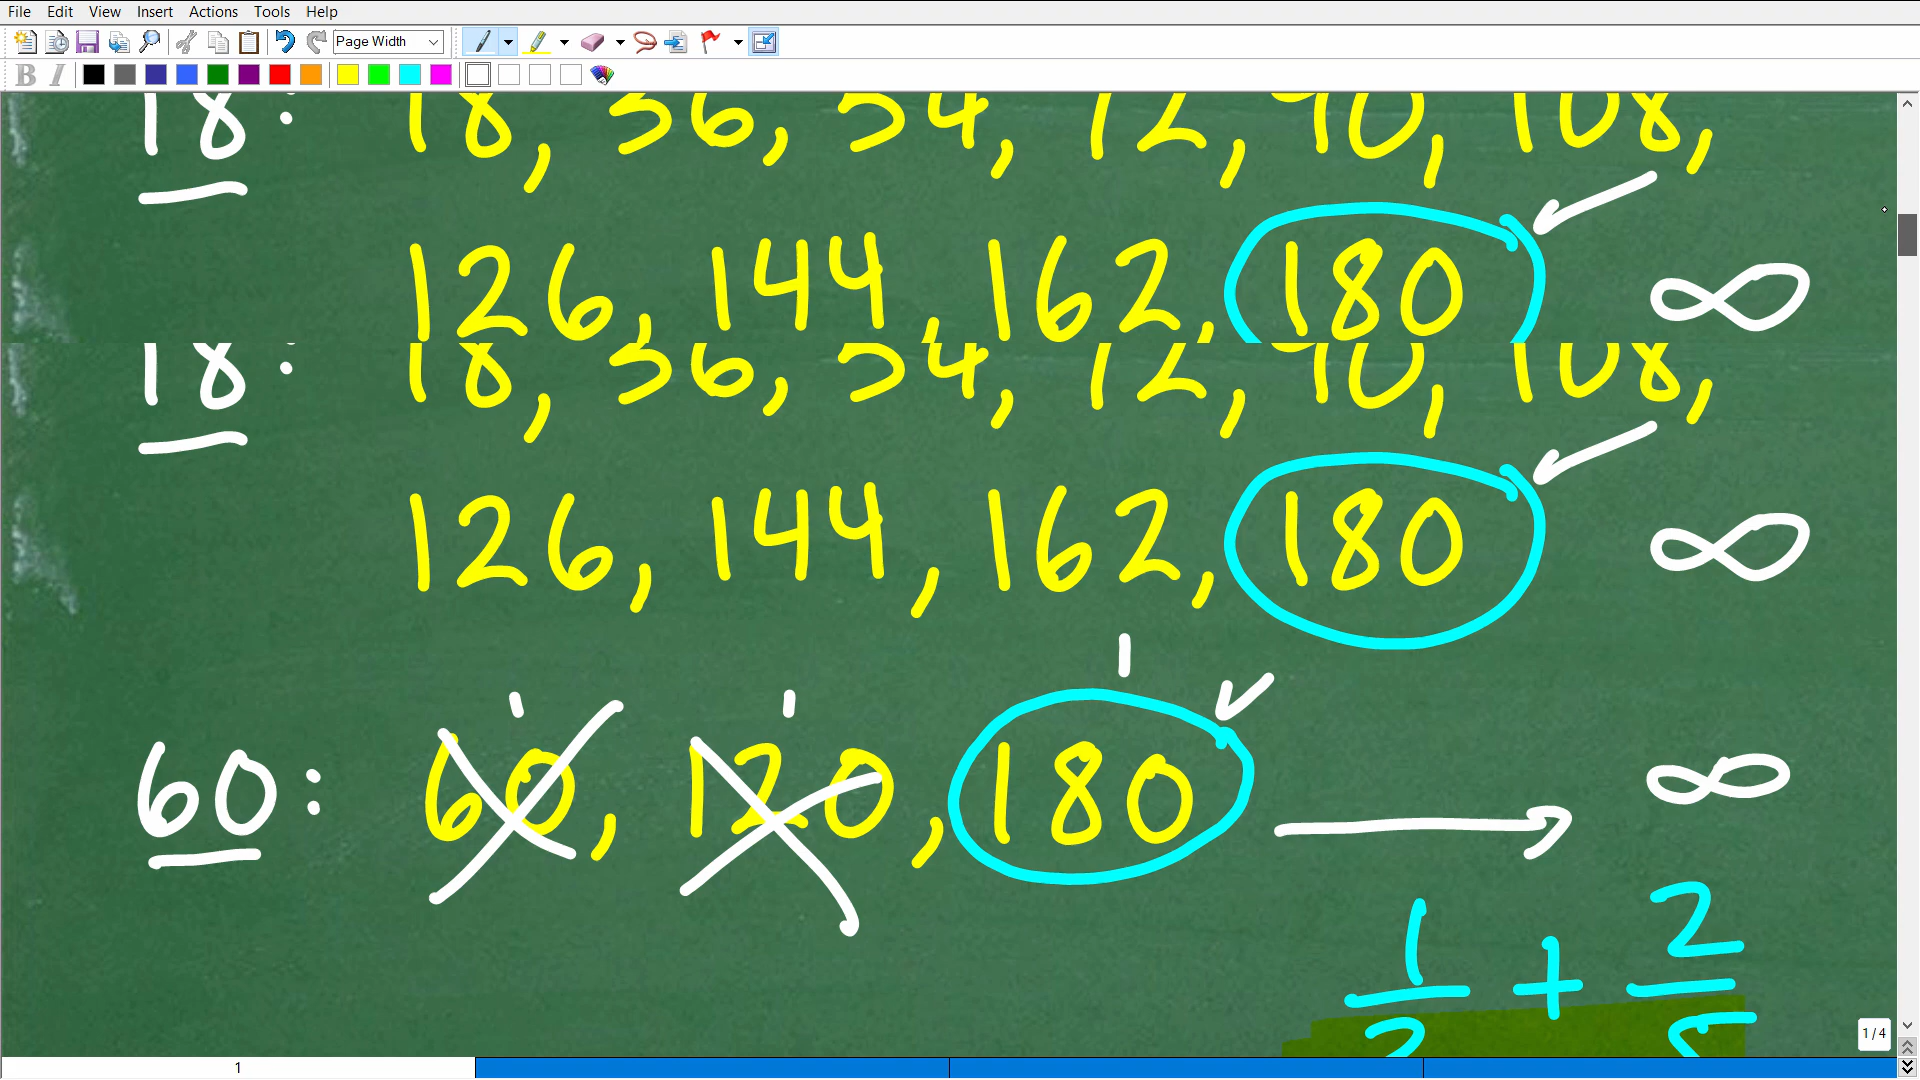 File Edit View Insert Actions Tools Help
Page Width
B I
18: 18, 36, 54, 72, 90, 108,
126, 144, 162, 180 ∞
18: 18, 36, 54, 72, 90, 108,
126, 144, 162, 180 ∞
60: 60, 120, 180 ∞
1 + 2
1 / 4
1